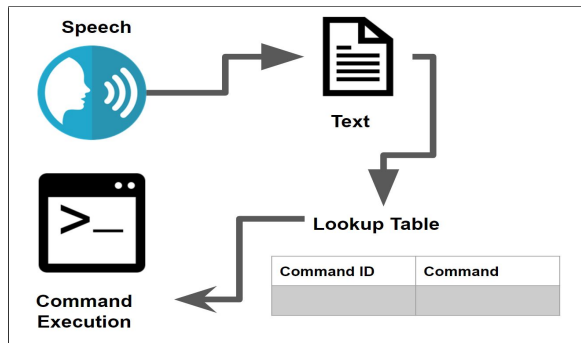 Speech
Text
Lookup Table
Command ID Command
>_
Command
Execution